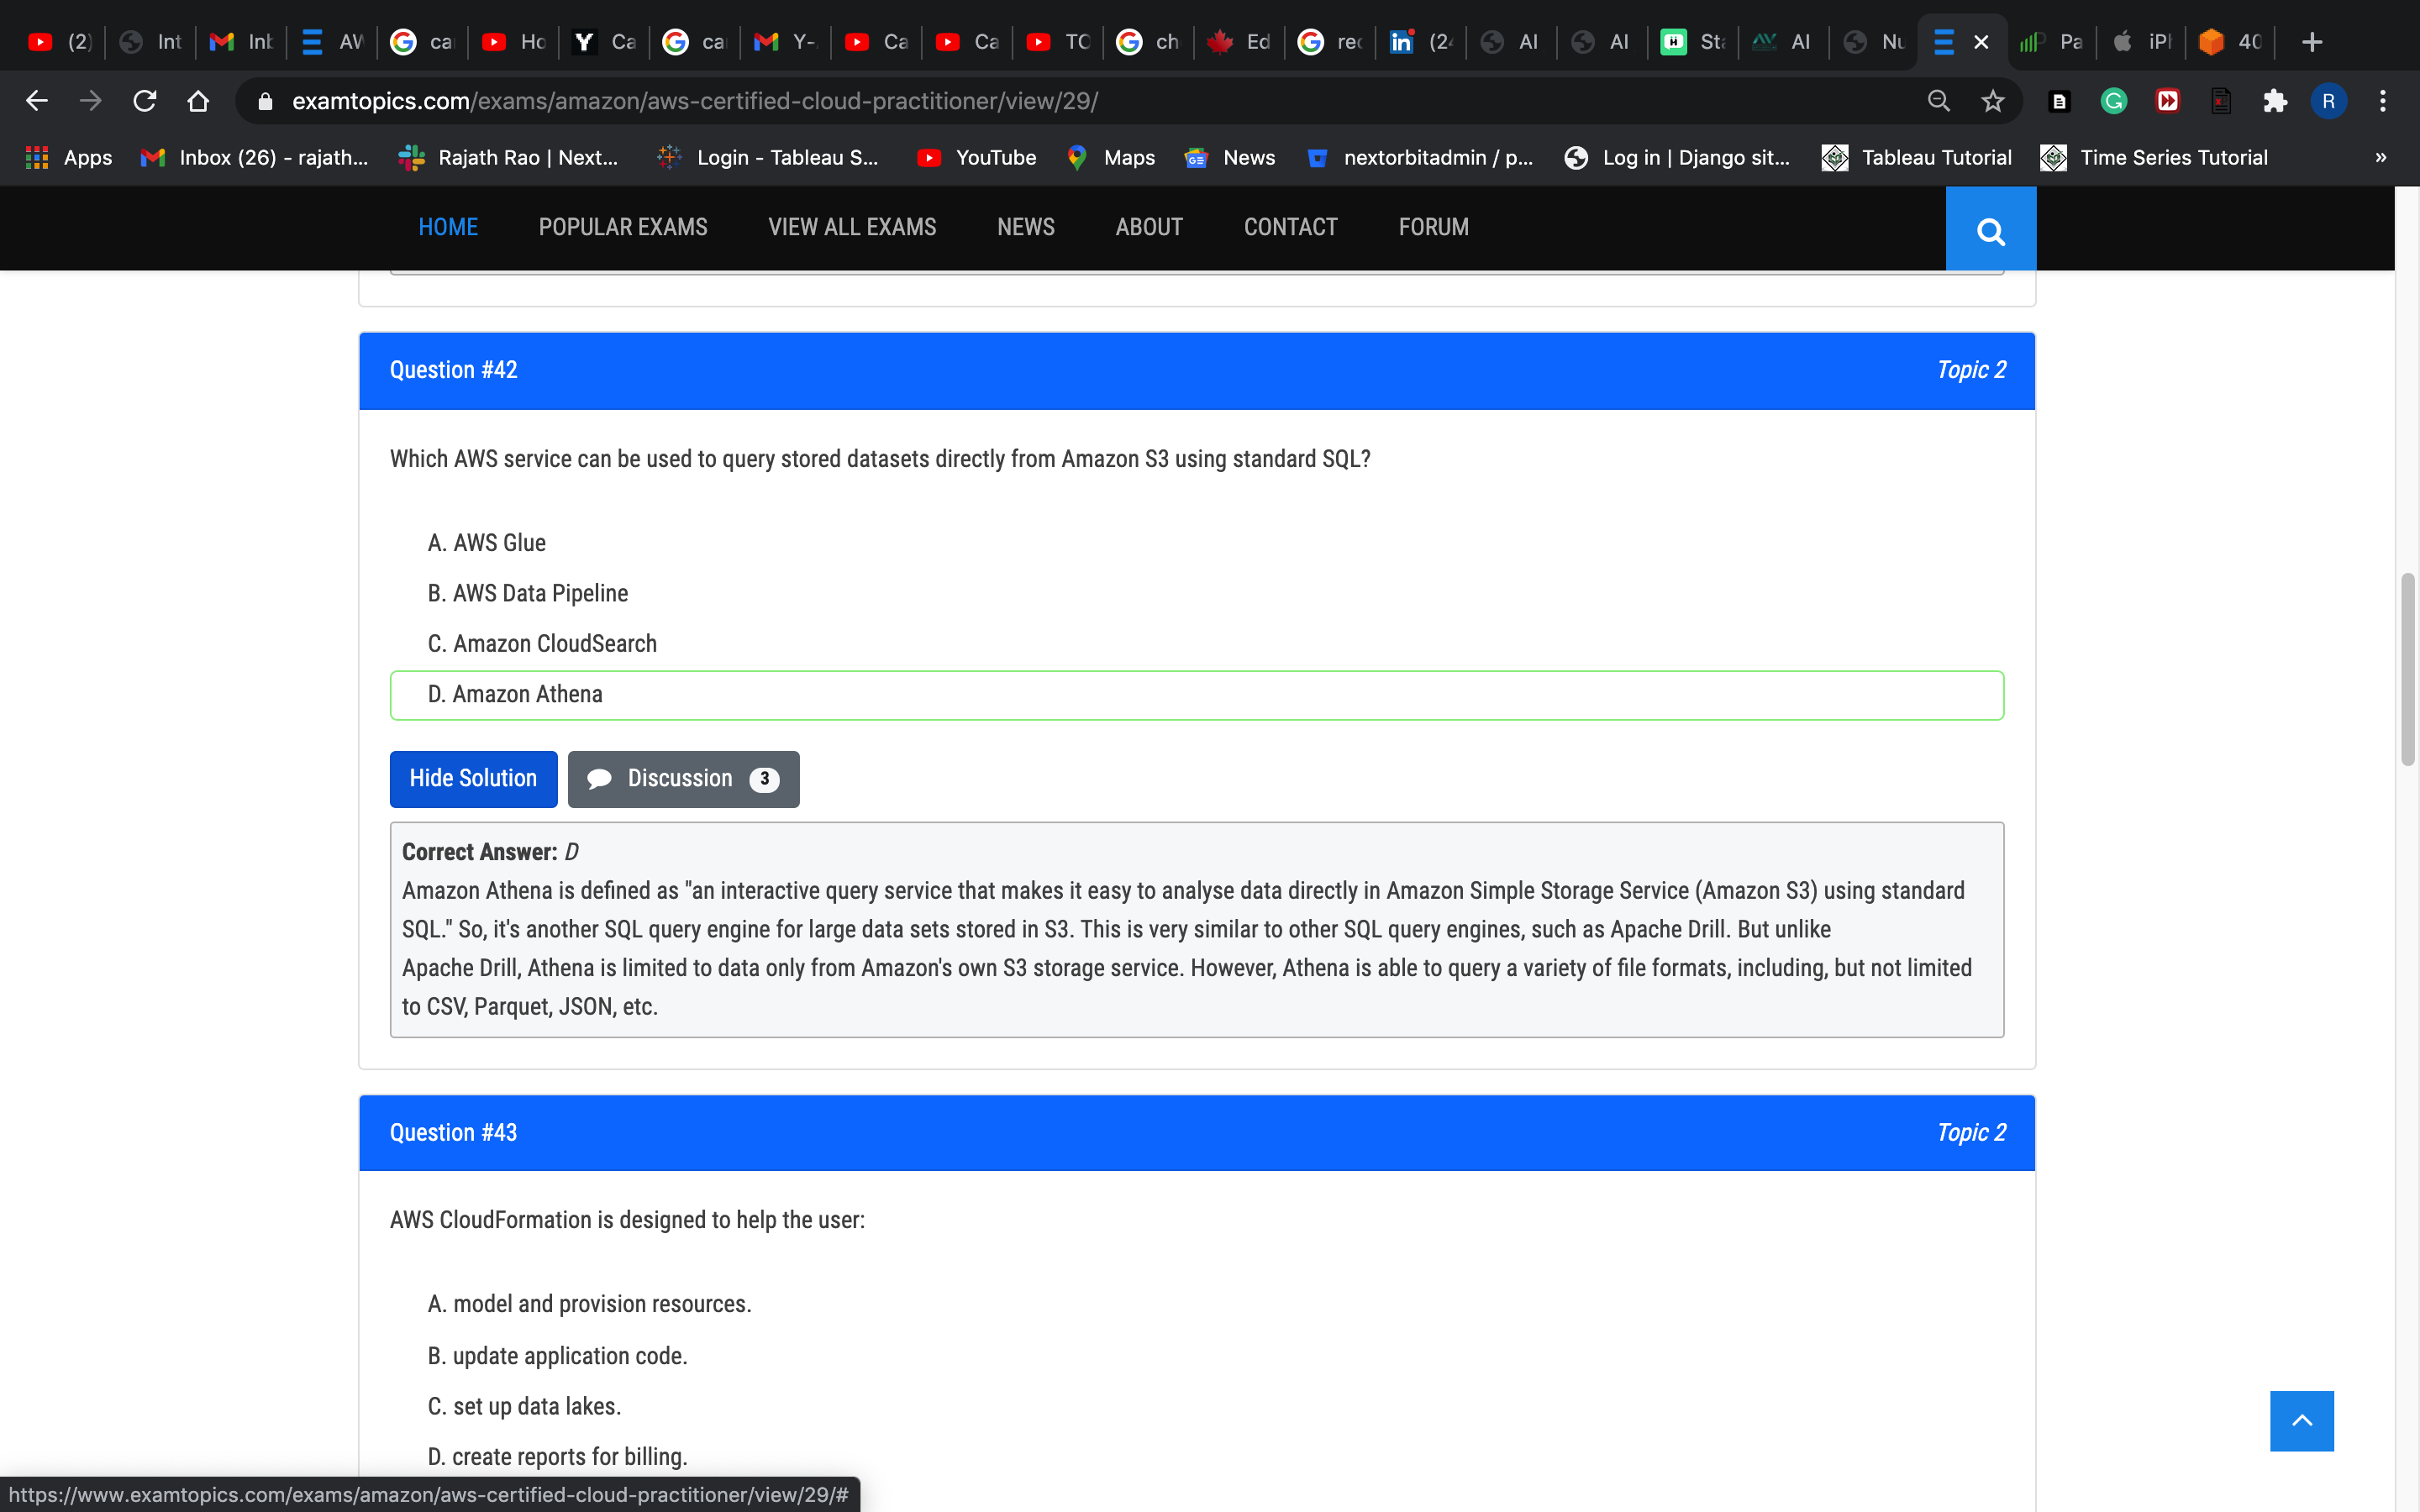 (2) Int Inb AW ca Ho Ca ca Y- Ca Ca TO ch Ed rec (24 AI AI Sta AI Nu Pa iPh 40
examtopics.com/exams/amazon/aws-certified-cloud-practitioner/view/29/
R
Apps Inbox (26) - rajath... Rajath Rao | Next... Login - Tableau S... YouTube Maps News nextorbitadmin / p... Log in | Django sit... Tableau Tutorial Time Series Tutorial »
HOME POPULAR EXAMS VIEW ALL EXAMS NEWS ABOUT CONTACT FORUM
Question #42 Topic 2
Which AWS service can be used to query stored datasets directly from Amazon S3 using standard SQL?
A. AWS Glue
B. AWS Data Pipeline
C. Amazon CloudSearch
D. Amazon Athena
Hide Solution Discussion 3
Correct Answer: D
Amazon Athena is defined as "an interactive query service that makes it easy to analyse data directly in Amazon Simple Storage Service (Amazon S3) using standard
SQL." So, it's another SQL query engine for large data sets stored in S3. This is very similar to other SQL query engines, such as Apache Drill. But unlike
Apache Drill, Athena is limited to data only from Amazon's own S3 storage service. However, Athena is able to query a variety of file formats, including, but not limited
to CSV, Parquet, JSON, etc.
Question #43 Topic 2
AWS CloudFormation is designed to help the user:
A. model and provision resources.
B. update application code.
C. set up data lakes.
D. create reports for billing.
https://www.examtopics.com/exams/amazon/aws-certified-cloud-practitioner/view/29/#